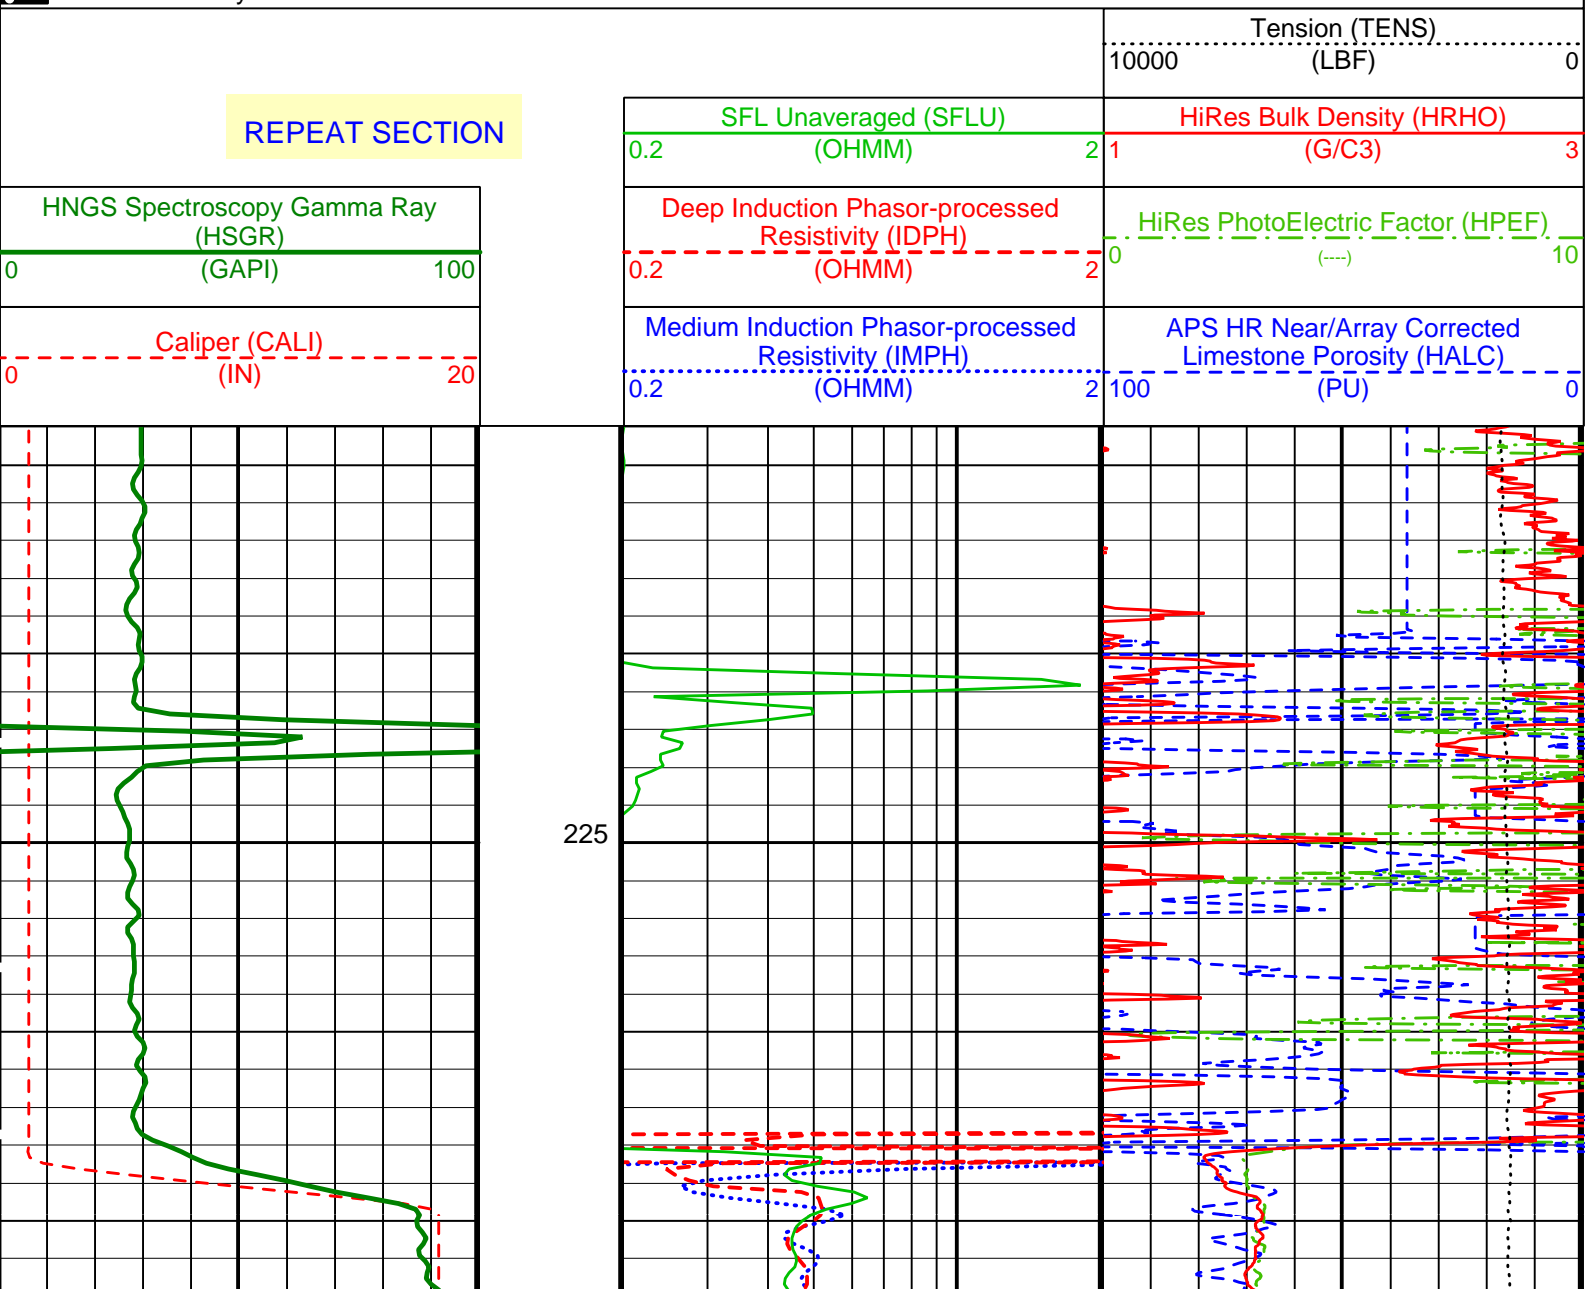 Tension (TENS)
10000 (LBF) 0
REPEAT SECTION
SFL Unaveraged (SFLU)
0.2 (OHMM) 2
HiRes Bulk Density (HRHO)
1 (G/C3) 3
HNGS Spectroscopy Gamma Ray
(HSGR)
0 (GAPI) 100
Deep Induction Phasor-processed
Resistivity (IDPH)
0.2 (OHMM) 2
HiRes PhotoElectric Factor (HPEF)
0 (----) 10
Caliper (CALI)
0 (IN) 20
Medium Induction Phasor-processed
Resistivity (IMPH)
0.2 (OHMM) 2
APS HR Near/Array Corrected
Limestone Porosity (HALC)
100 (PU) 0
225